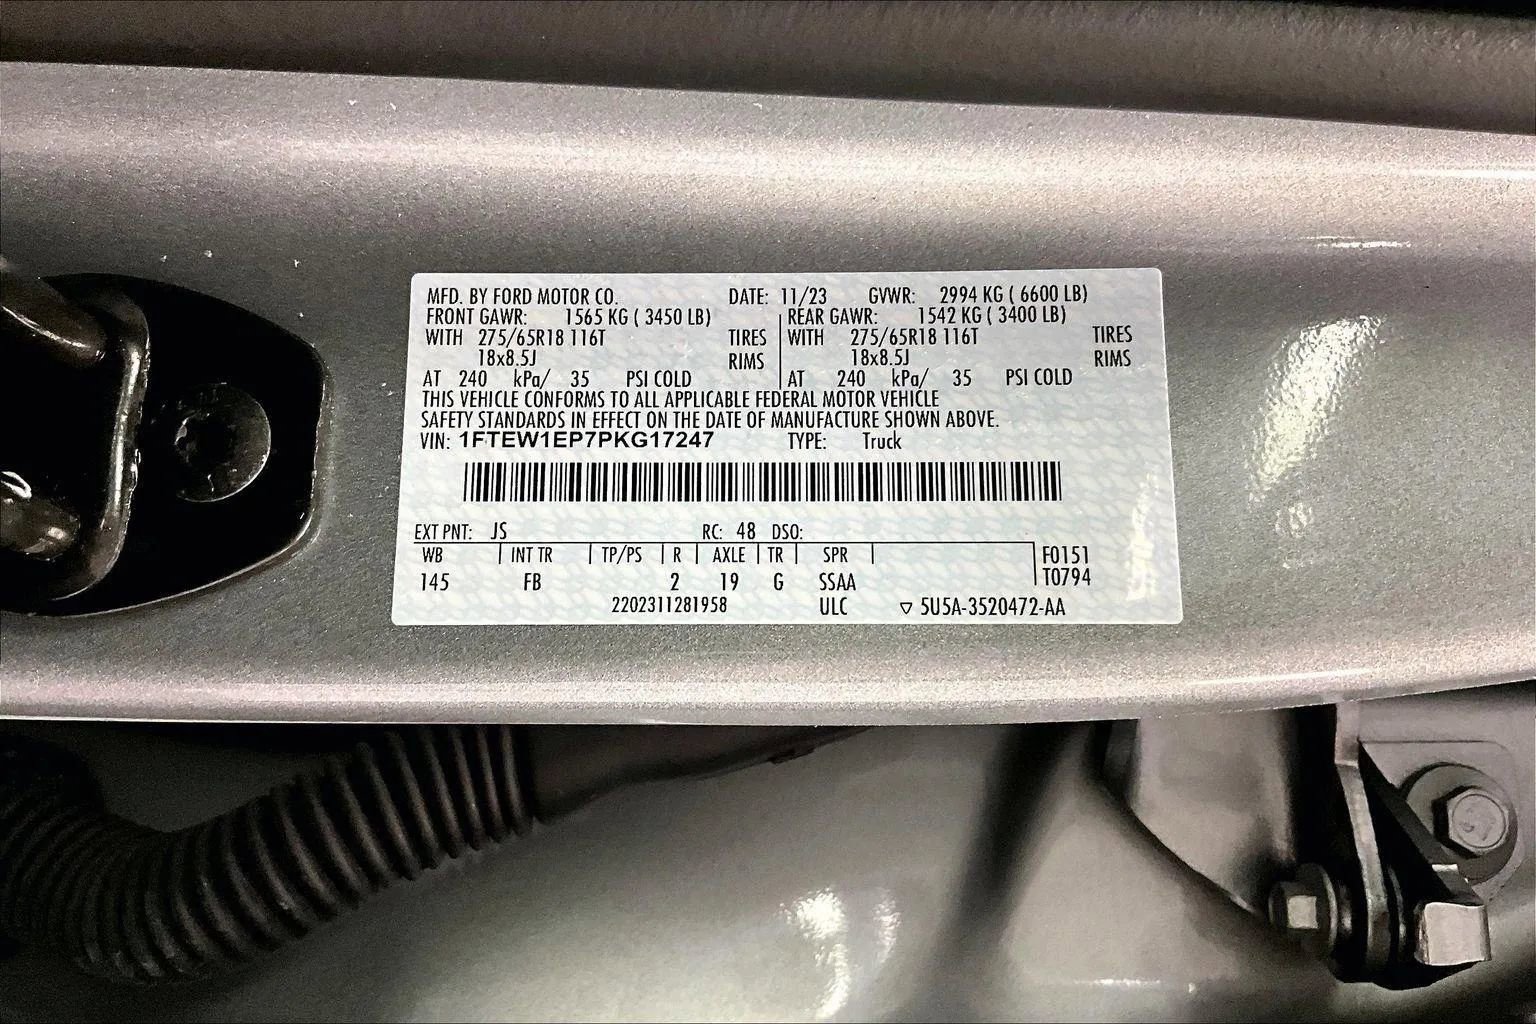 MFD. BY FORD MOTOR CO. DATE: 11/23 GVWR: 2994 KG ( 6600 LB)
FRONT GAWR: 1565 KG ( 3450 LB) REAR GAWR: 1542 KG ( 3400 LB)
WITH 275/65R18 116T TIRES WITH 275/65R18 116T TIRES
18x8.5J RIMS 18x8.5J RIMS
AT 240 kPa/ 35 PSI COLD AT 240 kPa/ 35 PSI COLD
THIS VEHICLE CONFORMS TO ALL APPLICABLE FEDERAL MOTOR VEHICLE
SAFETY STANDARDS IN EFFECT ON THE DATE OF MANUFACTURE SHOWN ABOVE.
VIN: 1FTEW1EP7PKG17247 TYPE: Truck
EXT PNT: JS RC: 48 DSO:
WB INT TR TP/PS R AXLE TR SPR F0151
145 FB 2 19 G SSAA T0794
2202311281958 ULC ▽ 5U5A-3520472-AA